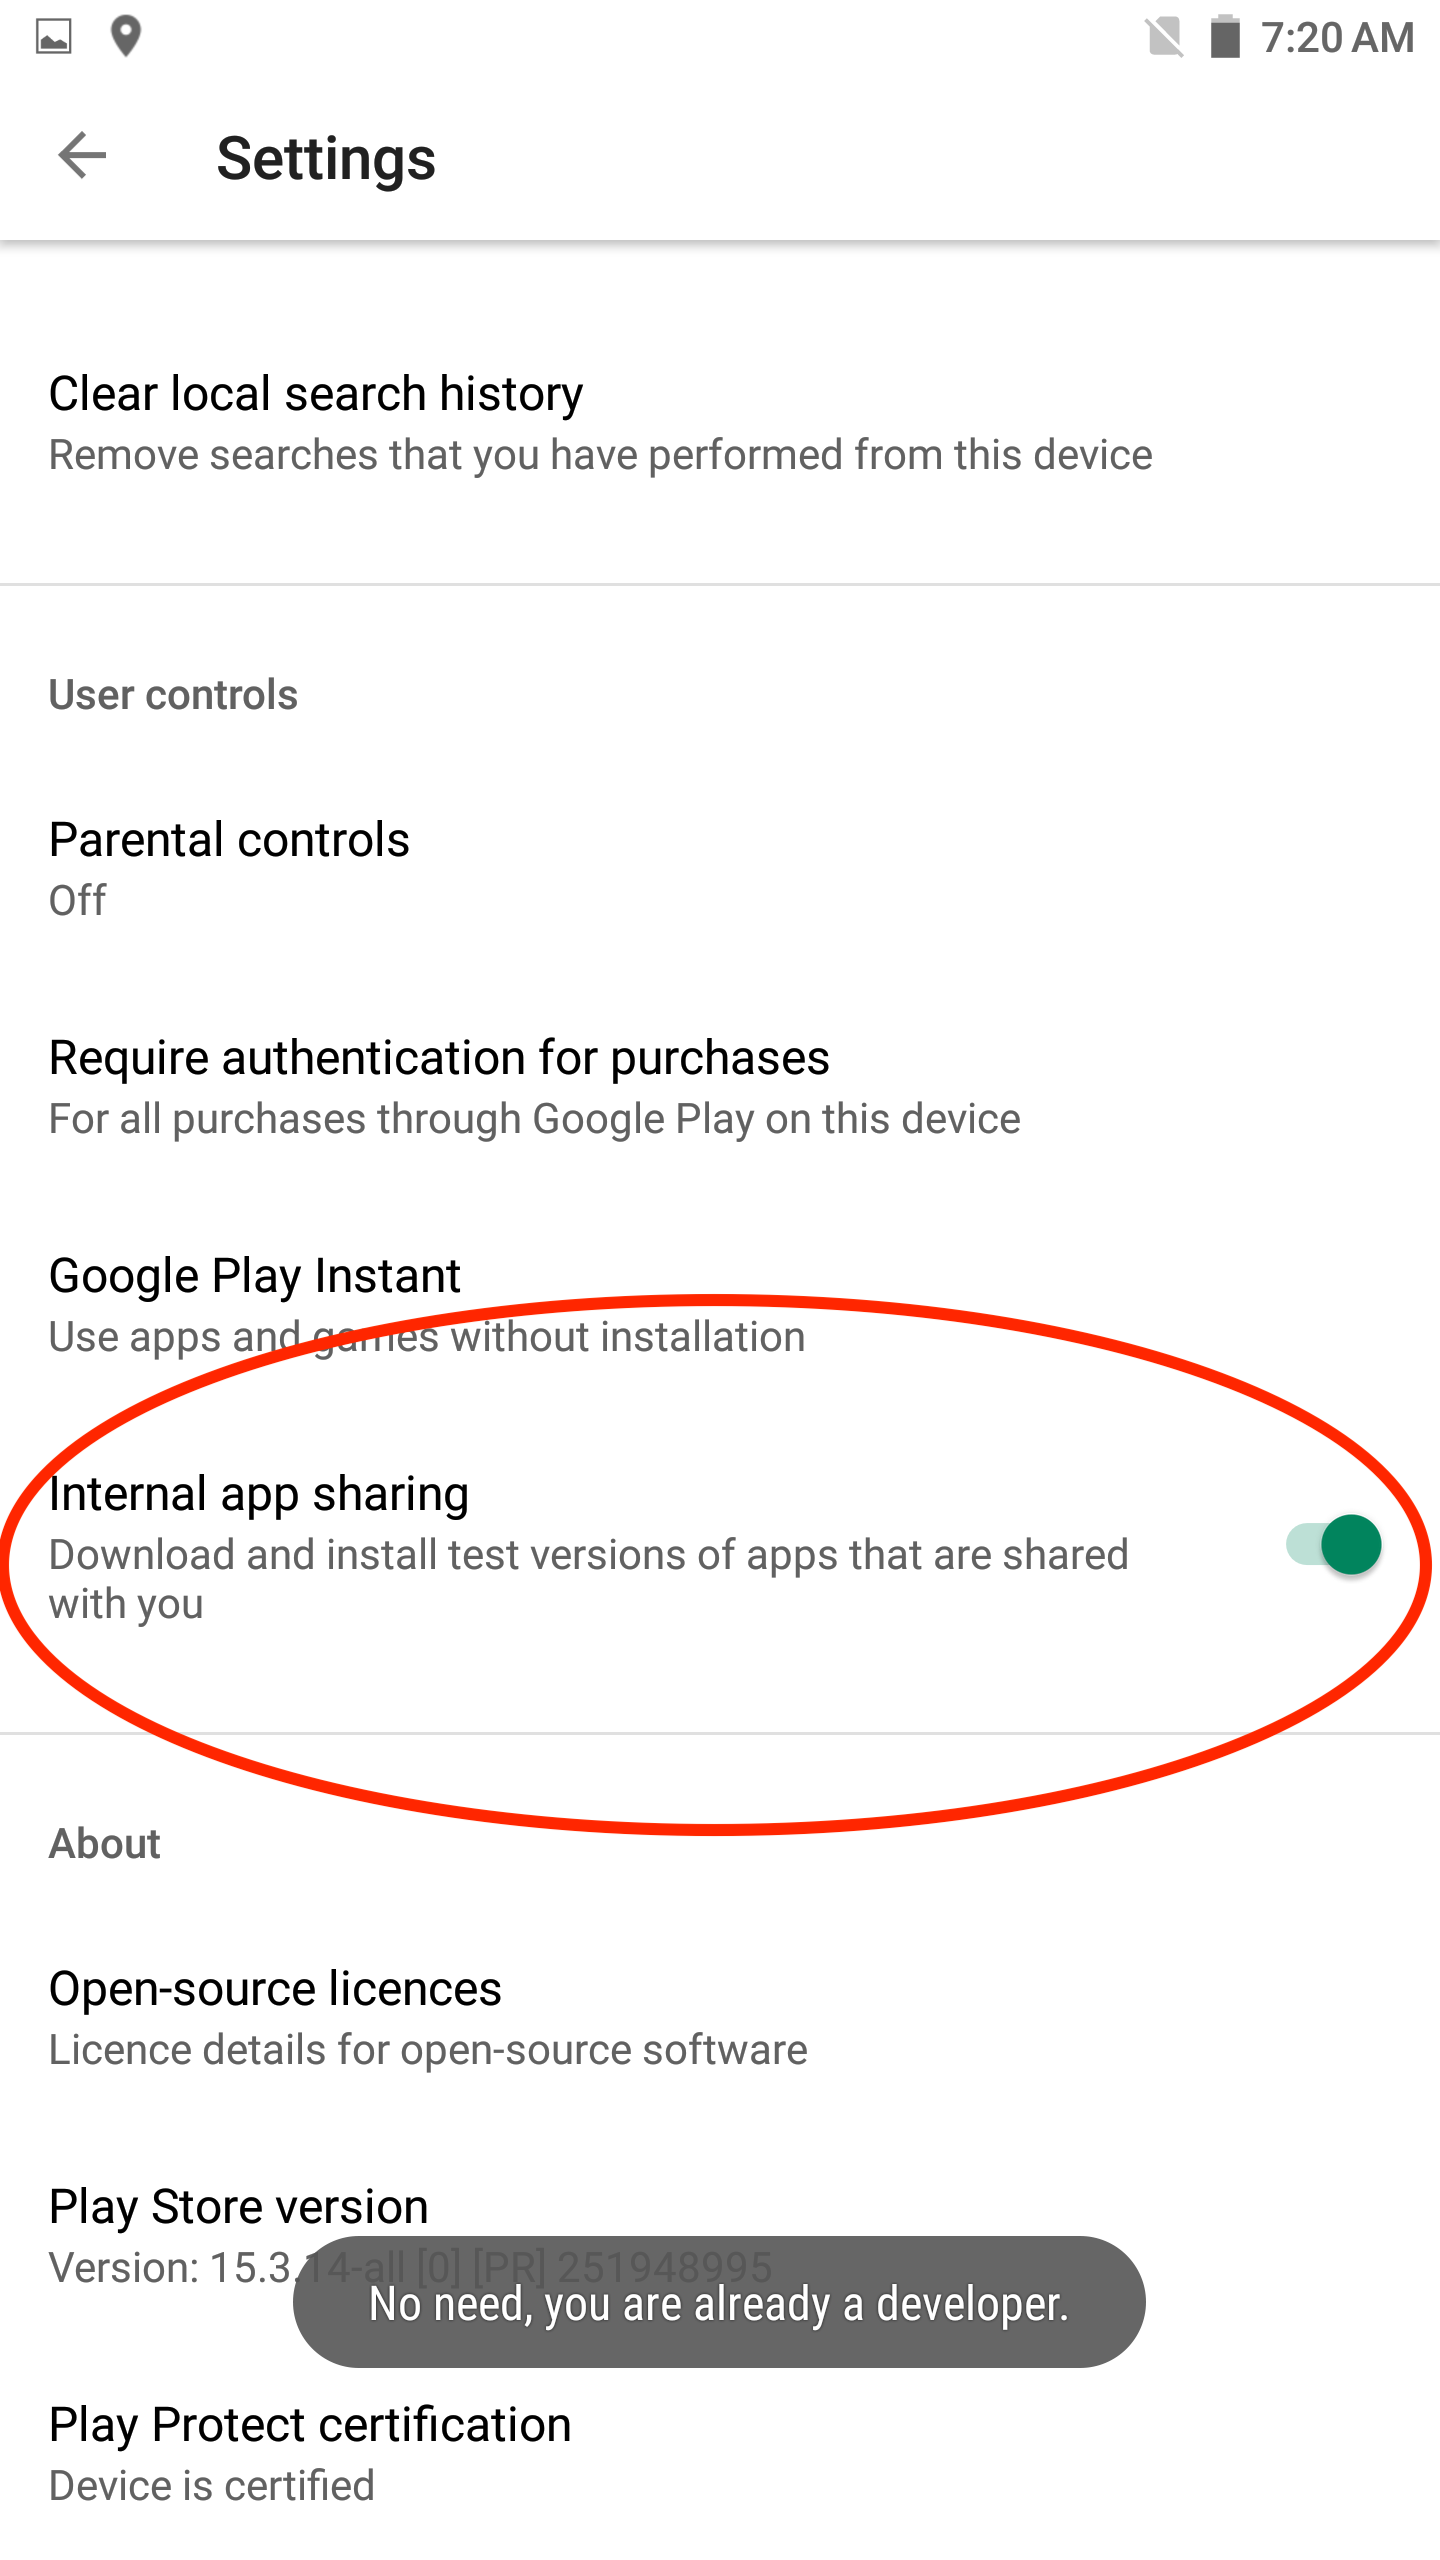 7:20 AM
Settings
Clear local search history
Remove searches that you have performed from this device
User controls
Parental controls
Off
Require authentication for purchases
For all purchases through Google Play on this device
Google Play Instant
Use apps and games without installation
Internal app sharing
Download and install test versions of apps that are shared
with you
About
Open-source licences
Licence details for open-source software
Play Store version
Version: 15.3.14-all [0] [PR] 251948995
No need, you are already a developer.
Play Protect certification
Device is certified